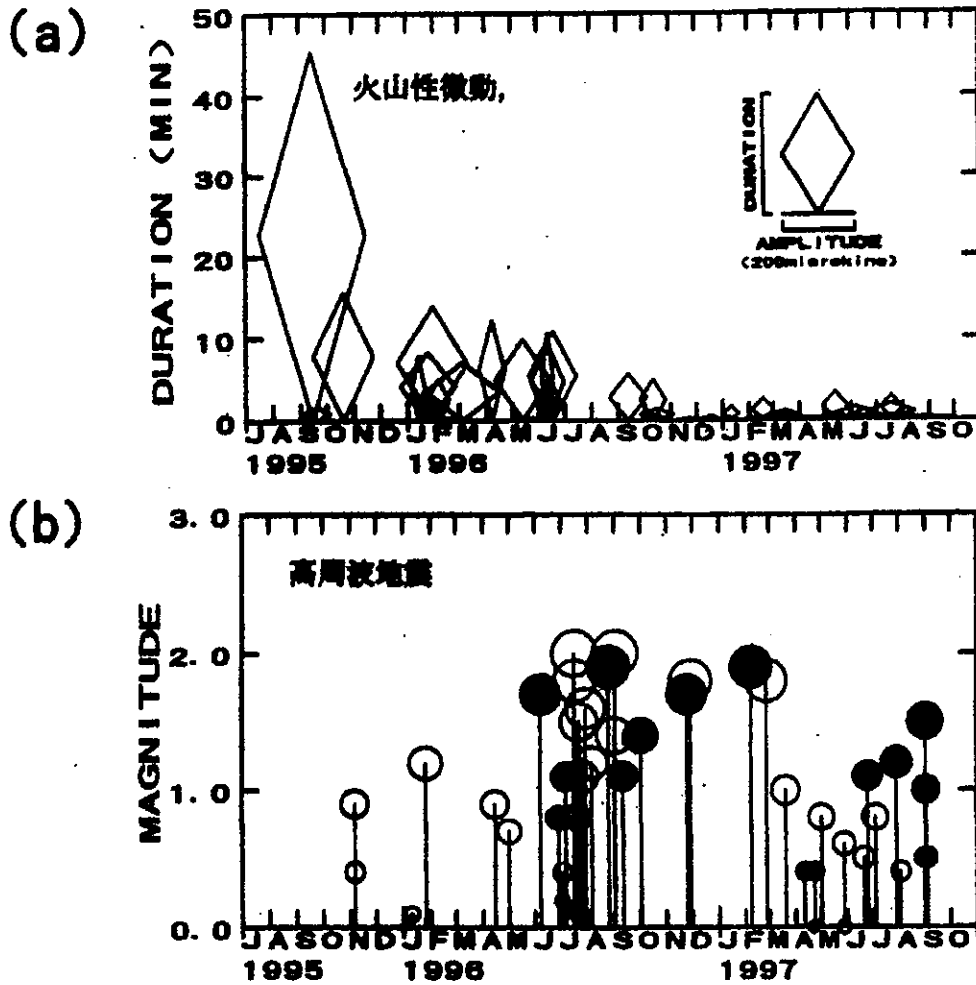 (a)
DURATION (MIN)
50
40
30
20
10
0
火山性微動,
DURATION
AMPLITUDE
(200microkine)
J A S O N D J F M A M J J A S O N D J F M A M J J A S O
1995 1996 1997
(b)
MAGNITUDE
3.0
2.0
1.0
0.0
高周波地震
J A S O N D J F M A M J J A S O N D J F M A M J J A S O
1995 1996 1997